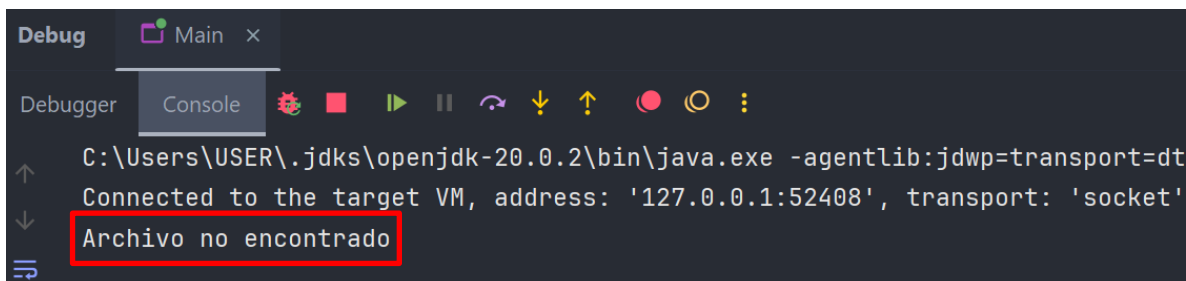 Debug Main ×
Debugger Console
C:\Users\USER\.jdks\openjdk-20.0.2\bin\java.exe -agentlib:jdwp=transport=dt
Connected to the target VM, address: '127.0.0.1:52408', transport: 'socket'
Archivo no encontrado